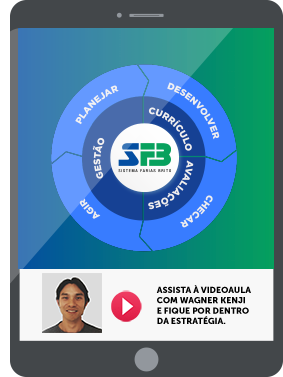 PLANEJAR
DESENVOLVER
CHECAR
AGIR
GESTÃO
CURRÍCULO
AVALIAÇÕES
SFB
SISTEMA FARIAS BRITO
ASSISTA À VIDEOAULA
COM WAGNER KENJI
E FIQUE POR DENTRO
DA ESTRATÉGIA.